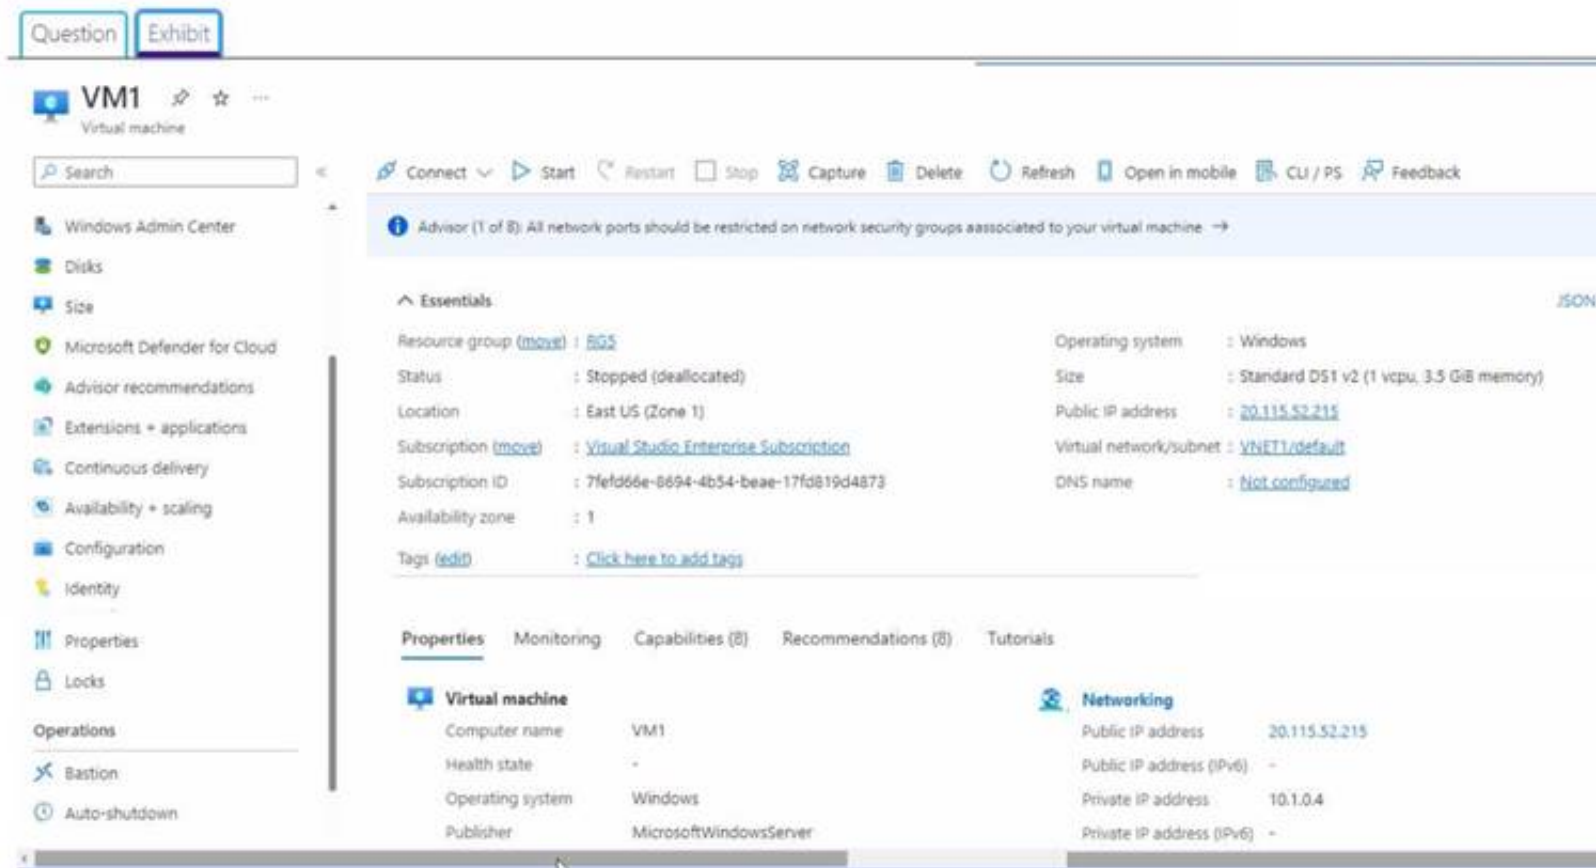 Question Exhibit
VM1
Virtual machine
Search
Connect Start Restart Stop Capture Delete Refresh Open in mobile CLI / PS Feedback
Windows Admin Center
Disks
Size
Microsoft Defender for Cloud
Advisor recommendations
Extensions + applications
Continuous delivery
Availability + scaling
Configuration
Identity
Properties
Locks
Operations
Bastion
Auto-shutdown
Advisor (1 of 8): All network ports should be restricted on network security groups aassociated to your virtual machine →
Essentials
JSON
Resource group (move) : RG5
Status : Stopped (deallocated)
Location : East US (Zone 1)
Subscription (move) : Visual Studio Enterprise Subscription
Subscription ID : 7fefd66e-8694-4b54-beae-17fd819d4873
Availability zone : 1
Tags (edit) : Click here to add tags
Operating system : Windows
Size : Standard DS1 v2 (1 vcpu, 3.5 GiB memory)
Public IP address : 20.115.52.215
Virtual network/subnet : VNET1/default
DNS name : Not configured
Properties Monitoring Capabilities (8) Recommendations (8) Tutorials
Virtual machine
Computer name VM1
Health state -
Operating system Windows
Publisher MicrosoftWindowsServer
Networking
Public IP address 20.115.52.215
Public IP address (IPv6) -
Private IP address 10.1.0.4
Private IP address (IPv6) -